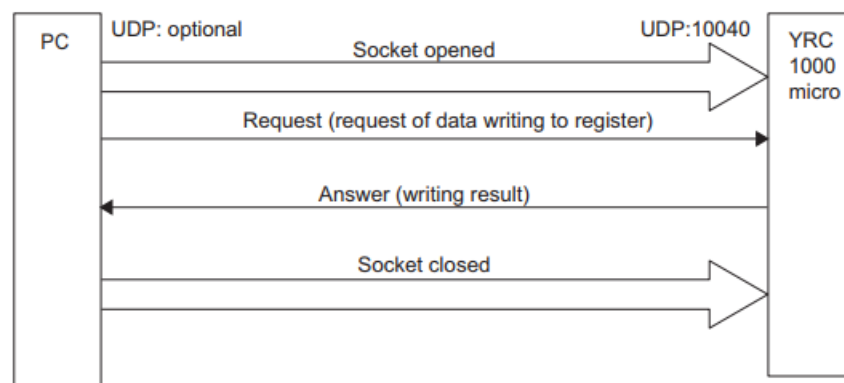 PC
UDP: optional
UDP:10040
YRC
1000
micro
Socket opened
Request (request of data writing to register)
Answer (writing result)
Socket closed